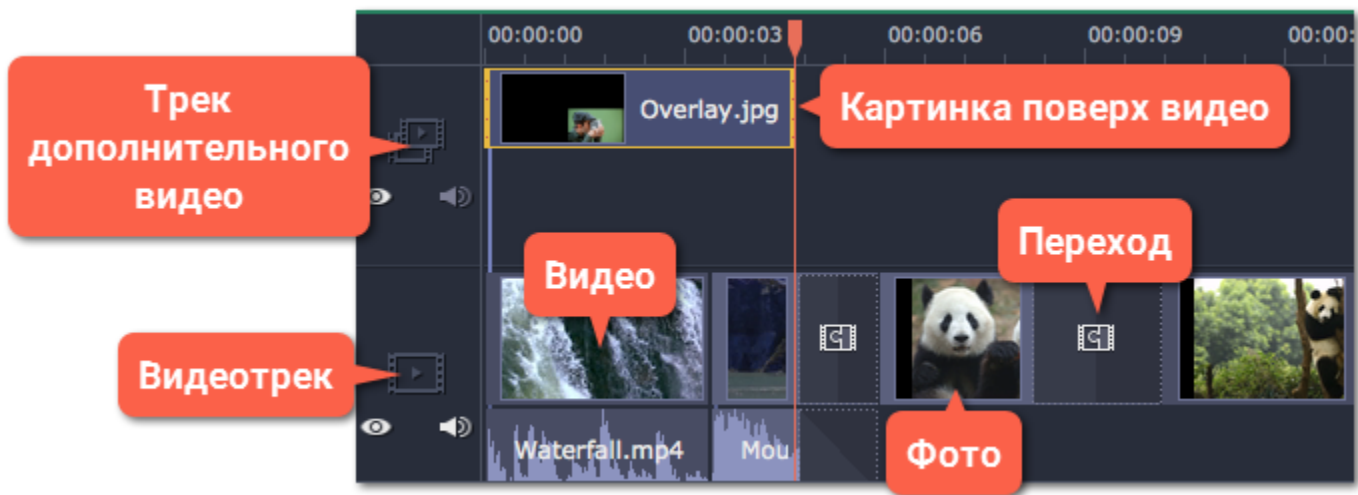 00:00:00 00:00:03 00:00:06 00:00:09 00:00:
Трек
дополнительного
видео
Overlay.jpg
Картинка поверх видео
Видео
Переход
Видеотрек
Waterfall.mp4
Mou
Фото